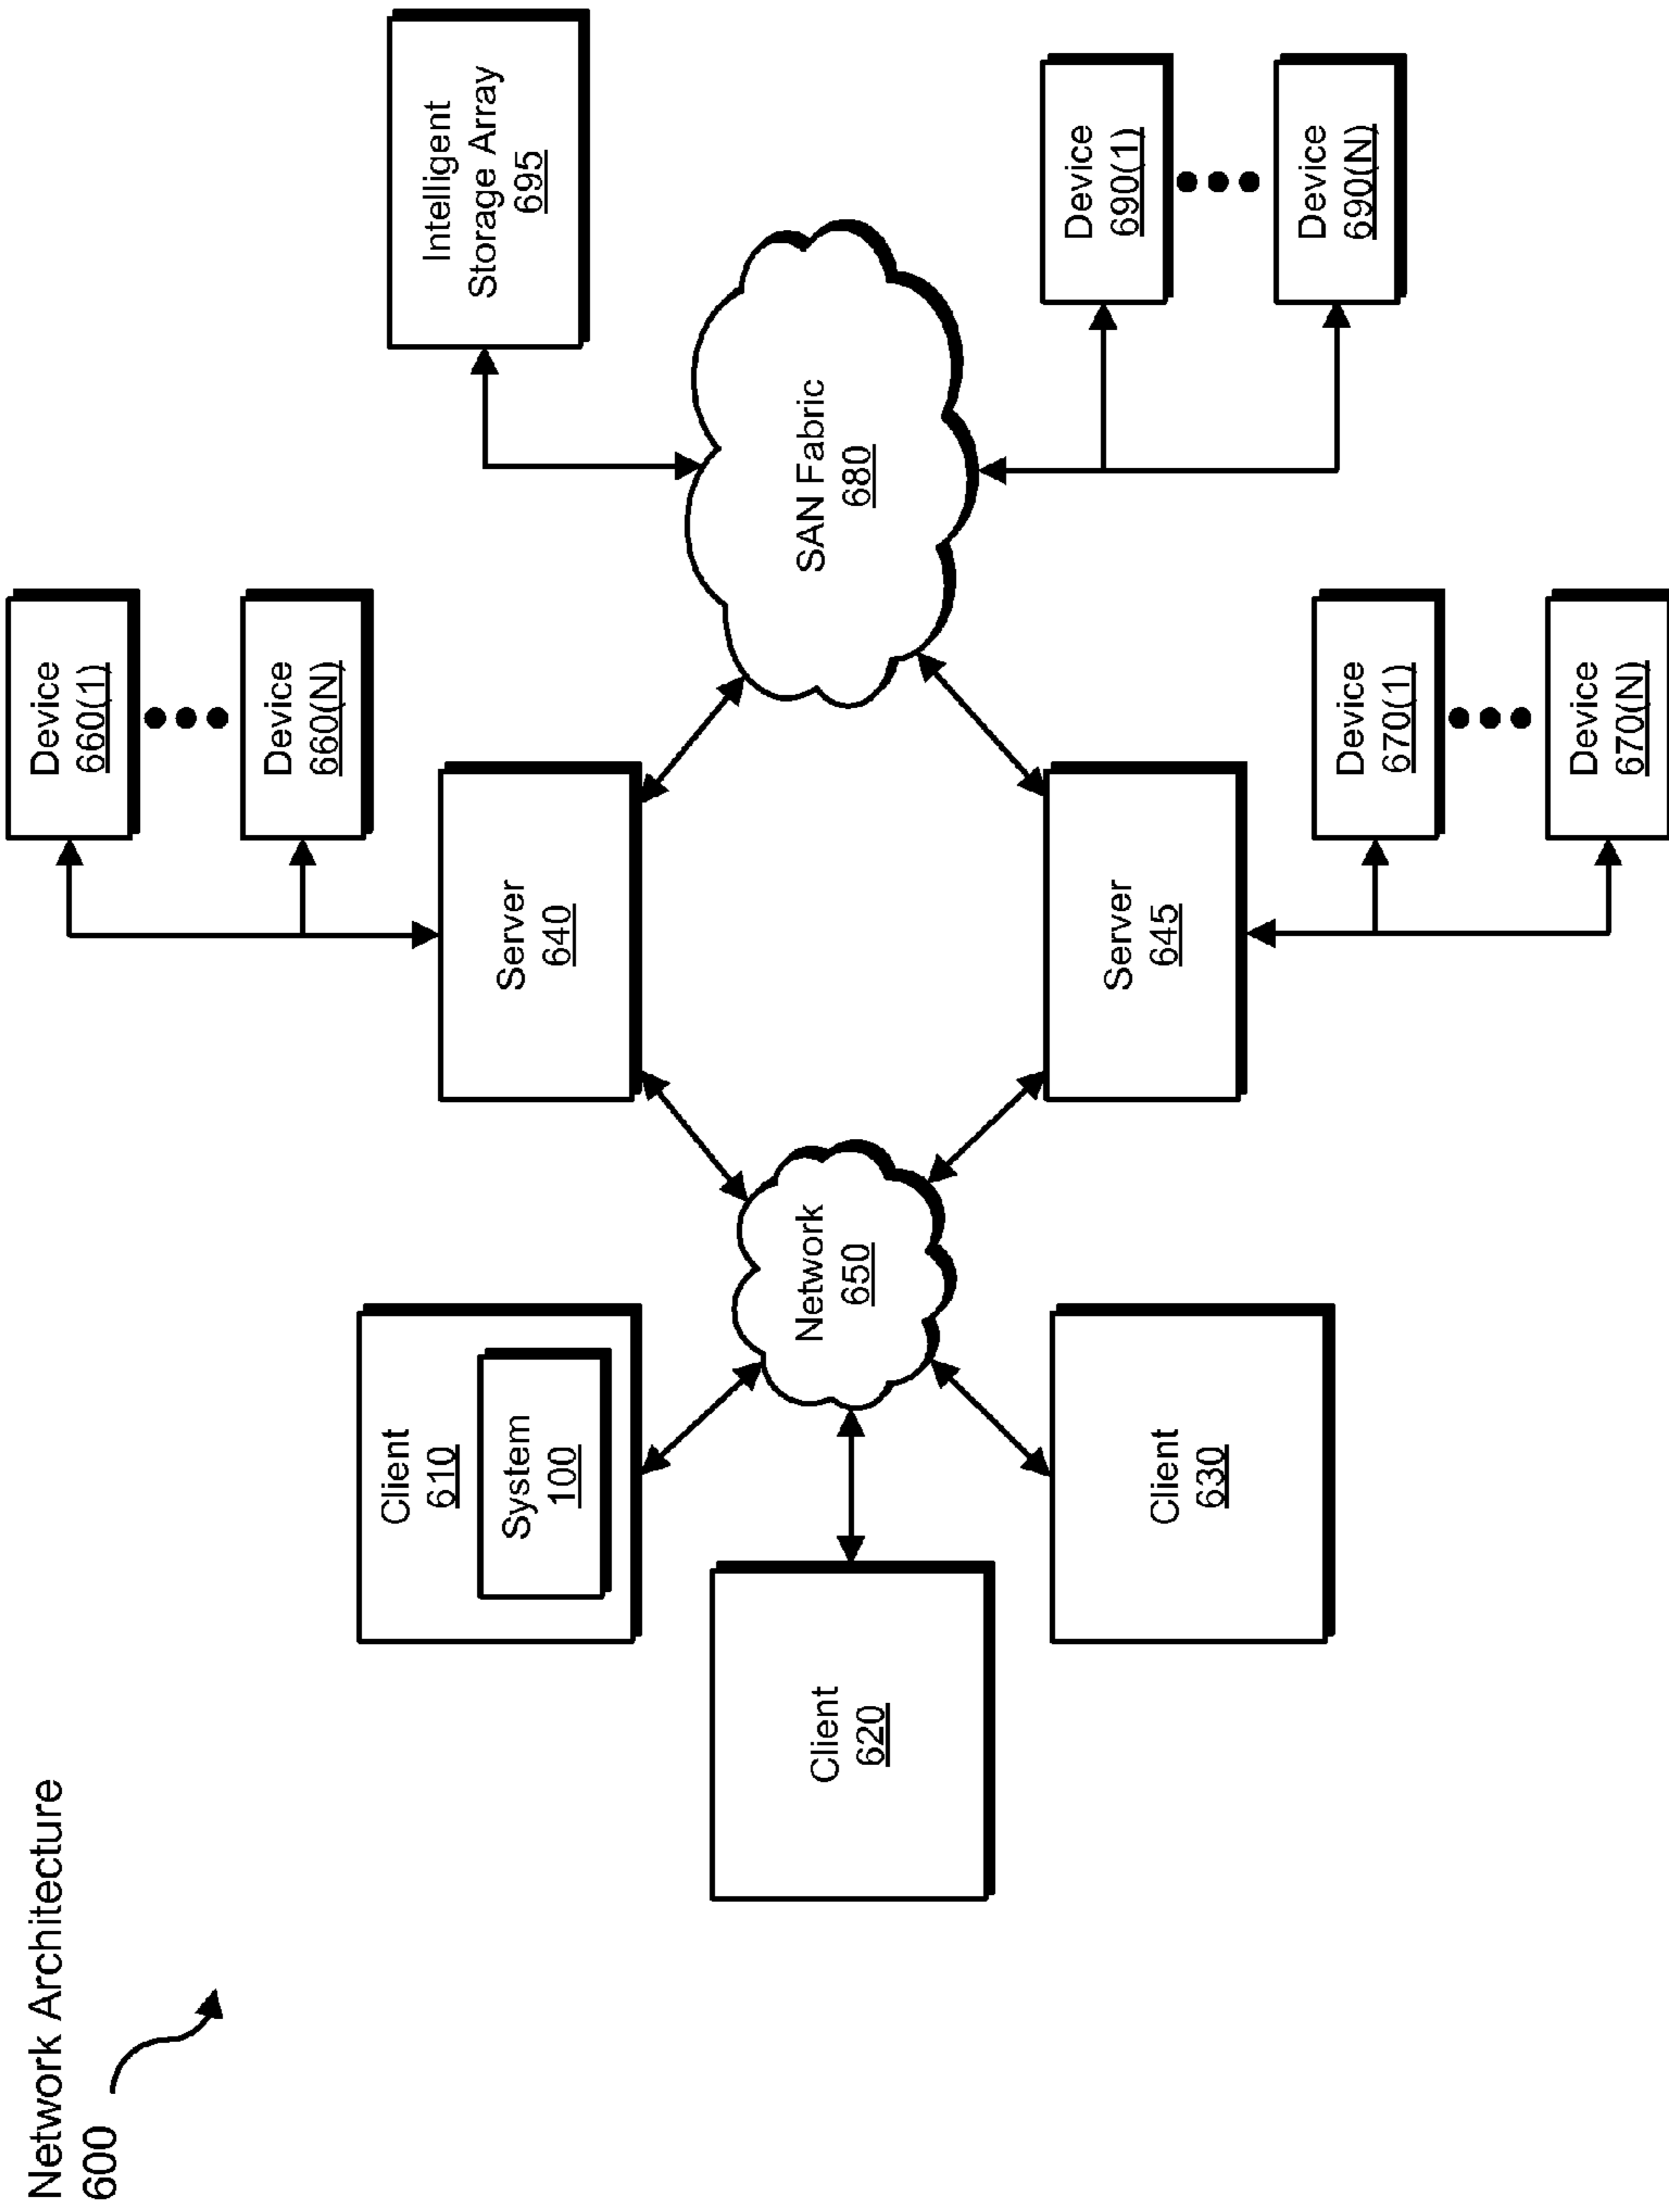 Network Architecture
600
Client
610
System
100
Client
620
Client
630
Network
650
Server
640
Server
645
Device
660(1)
Device
660(N)
Device
670(1)
Device
670(N)
SAN Fabric
680
Intelligent
Storage Array
695
Device
690(1)
Device
690(N)